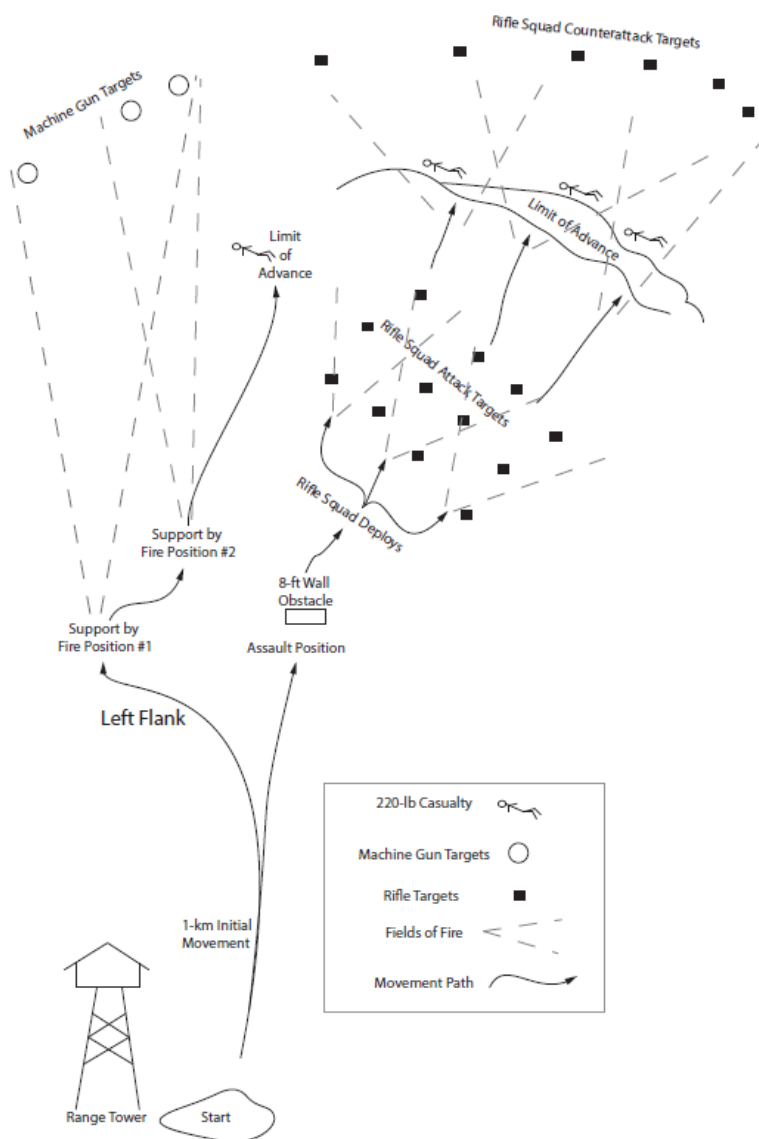 Rifle Squad Counterattack Targets
Machine Gun Targets
Limit of Advance
Limit
of
Advance
Rifle Squad Attack Targets
Rifle Squad Deploys
Support by
Fire Position #2
8-ft Wall
Obstacle
Support by
Fire Position #1
Assault Position
Left Flank
220-lb Casualty
Machine Gun Targets
Rifle Targets
Fields of Fire
Movement Path
1-km Initial
Movement
Range Tower
Start